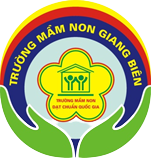 TRƯỜNG MẦM NON GIANG BIÊN
TRƯỜNG MẦM NON
ĐẠT CHUẨN QUỐC GIA